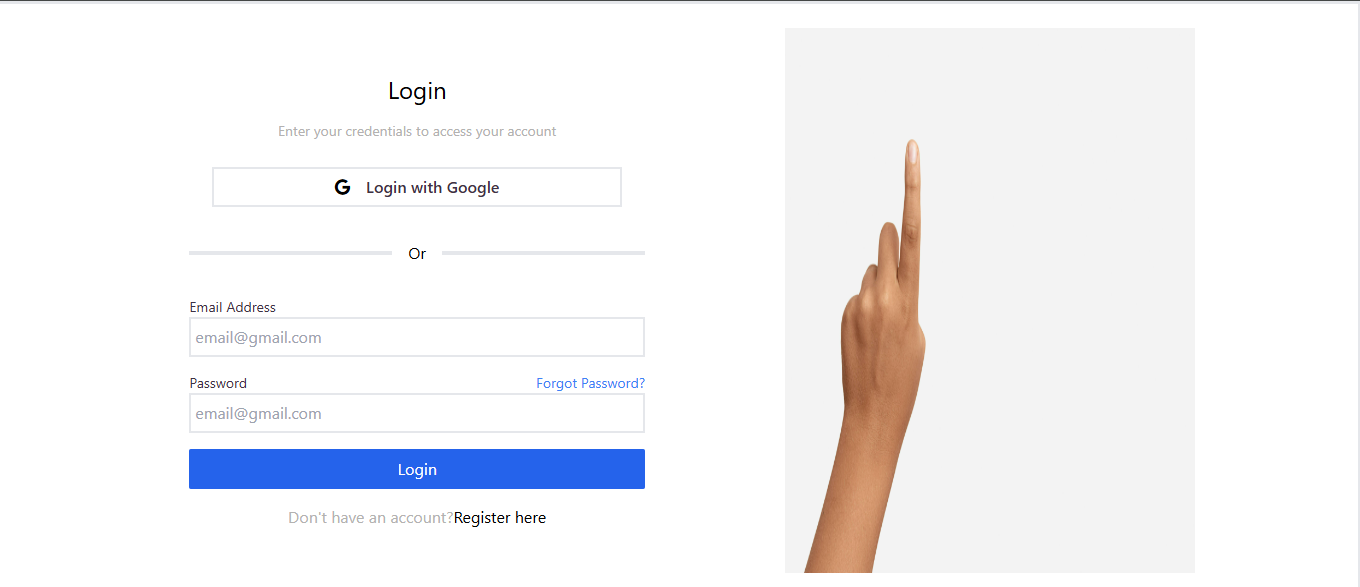 Login
Enter your credentials to access your account
Login with Google
Or
Email Address
email@gmail.com
Password Forgot Password?
email@gmail.com
Login
Don't have an account?Register here